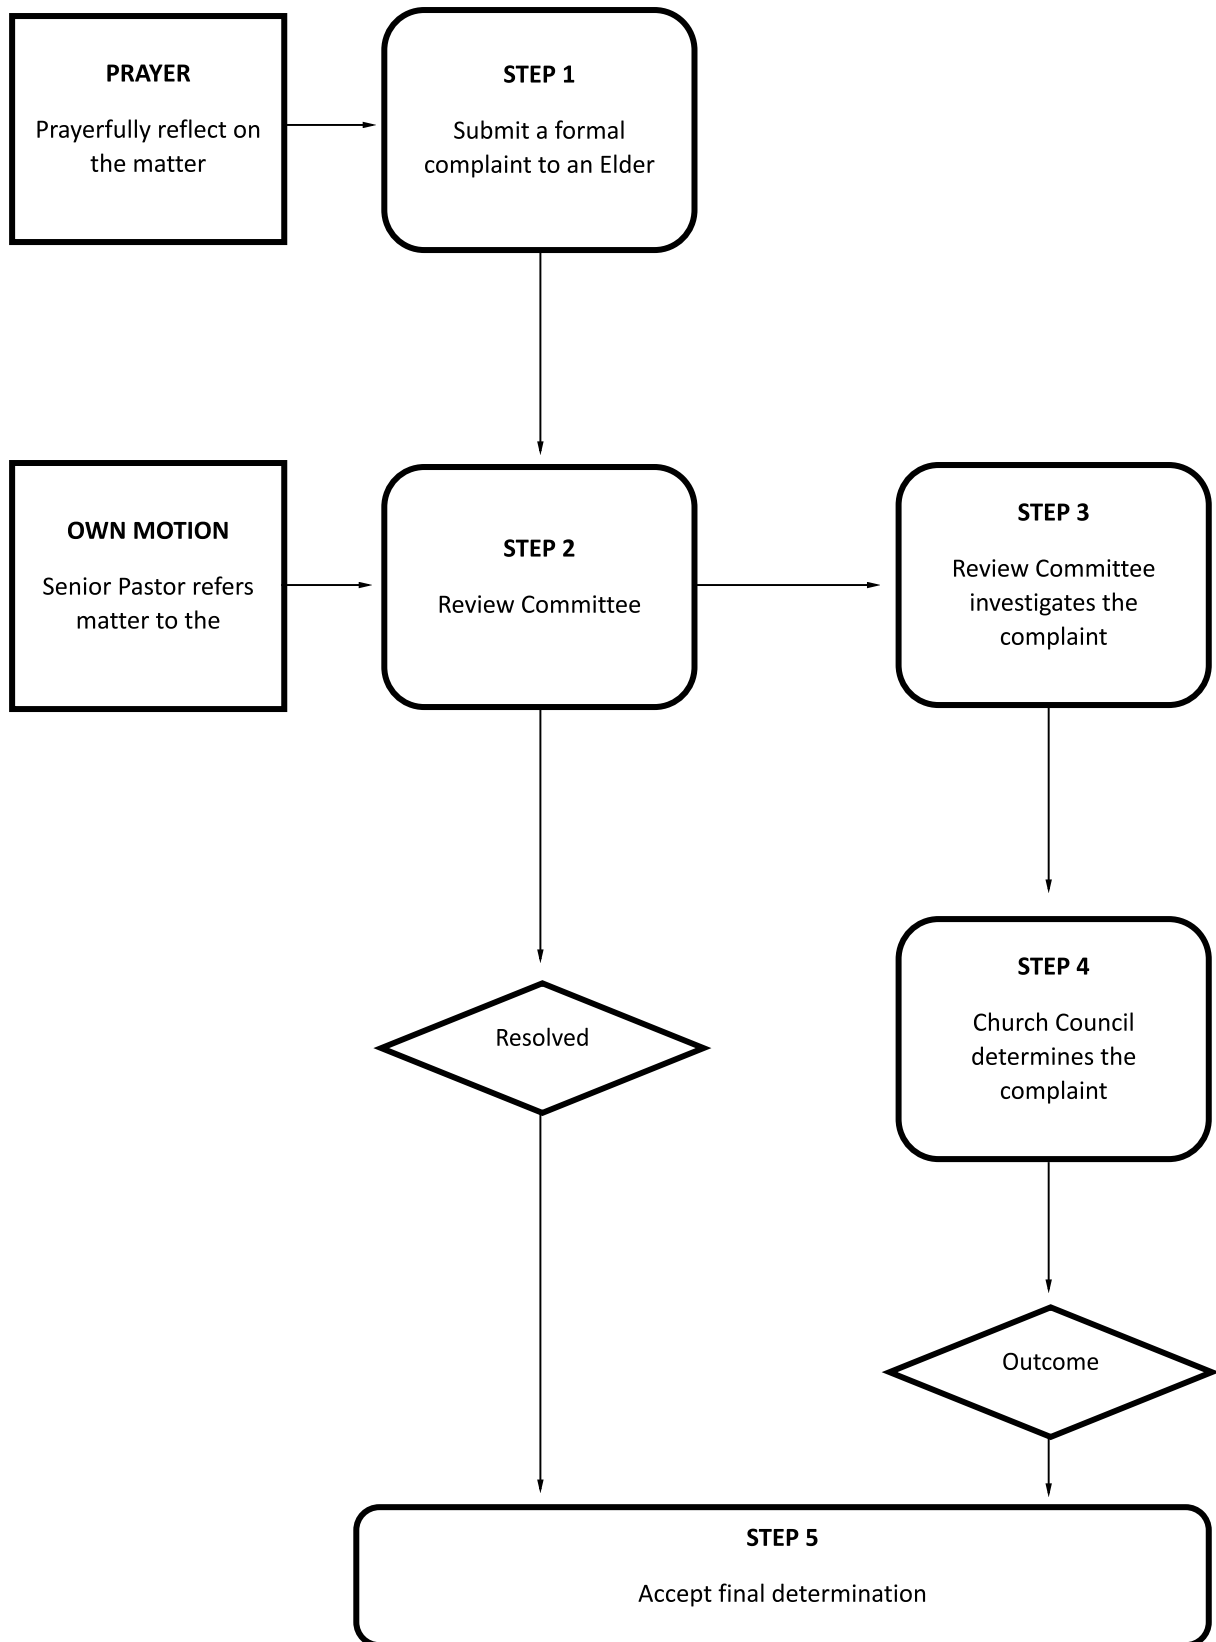 PRAYER
Prayerfully reflect on
the matter
STEP 1
Submit a formal
complaint to an Elder
OWN MOTION
Senior Pastor refers
matter to the
STEP 2
Review Committee
STEP 3
Review Committee
investigates the
complaint
Resolved
STEP 4
Church Council
determines the
complaint
Outcome
STEP 5
Accept final determination